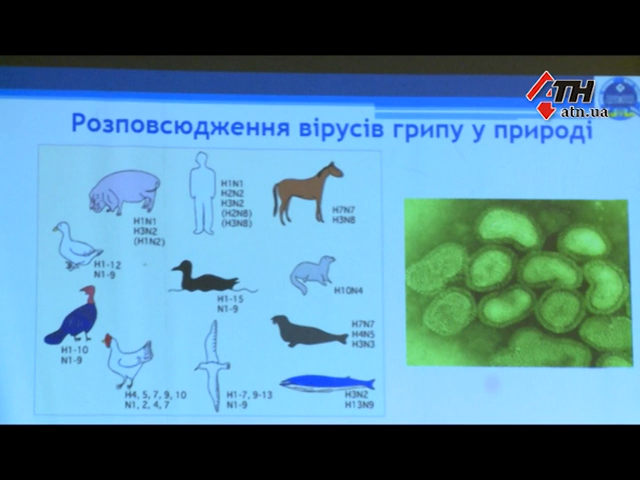 АТН
atn.ua
Розповсюдження вірусів грипу у природі
H1N1
H3N2
(H1N2)
H1N1
H2N2
H3N2
(H2N8)
(H3N8)
H7N7
H3N8
H1-12
N1-9
H1-15
N1-9
H10N4
H1-10
N1-9
H7N7
H4N5
H3N3
H4, 5, 7, 9, 10
N1, 2, 4, 7
H1-7, 9-13
N1-9
H3N2
H13N9